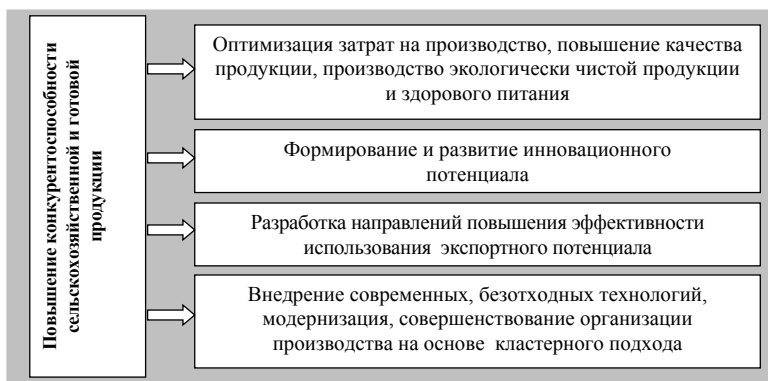 Повышение конкурентоспособности
сельскохозяйственной и готовой
продукции
Оптимизация затрат на производство, повышение качества
продукции, производство экологически чистой продукции
и здорового питания
Формирование и развитие инновационного
потенциала
Разработка направлений повышения эффективности
использования экспортного потенциала
Внедрение современных, безотходных технологий,
модернизация, совершенствование организации
производства на основе кластерного подхода